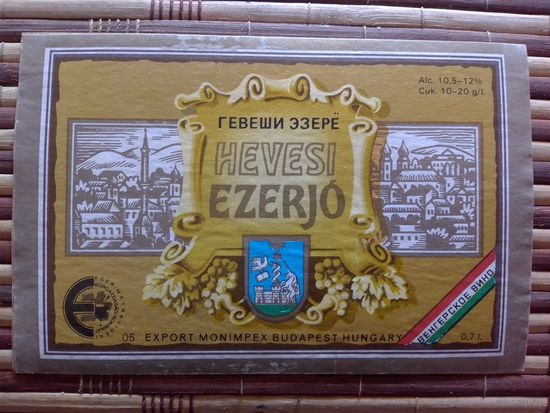 Alc. 10,5-12%
Cuk. 10-20 g/l.
ГЕВЕШИ ЭЗЕРЁ
HEVESI
EZERJÓ
ВЕНГЕРСКОЕ ВИНО
05 EXPORT MONIMPEX BUDAPEST HUNGARY
0,7 l.